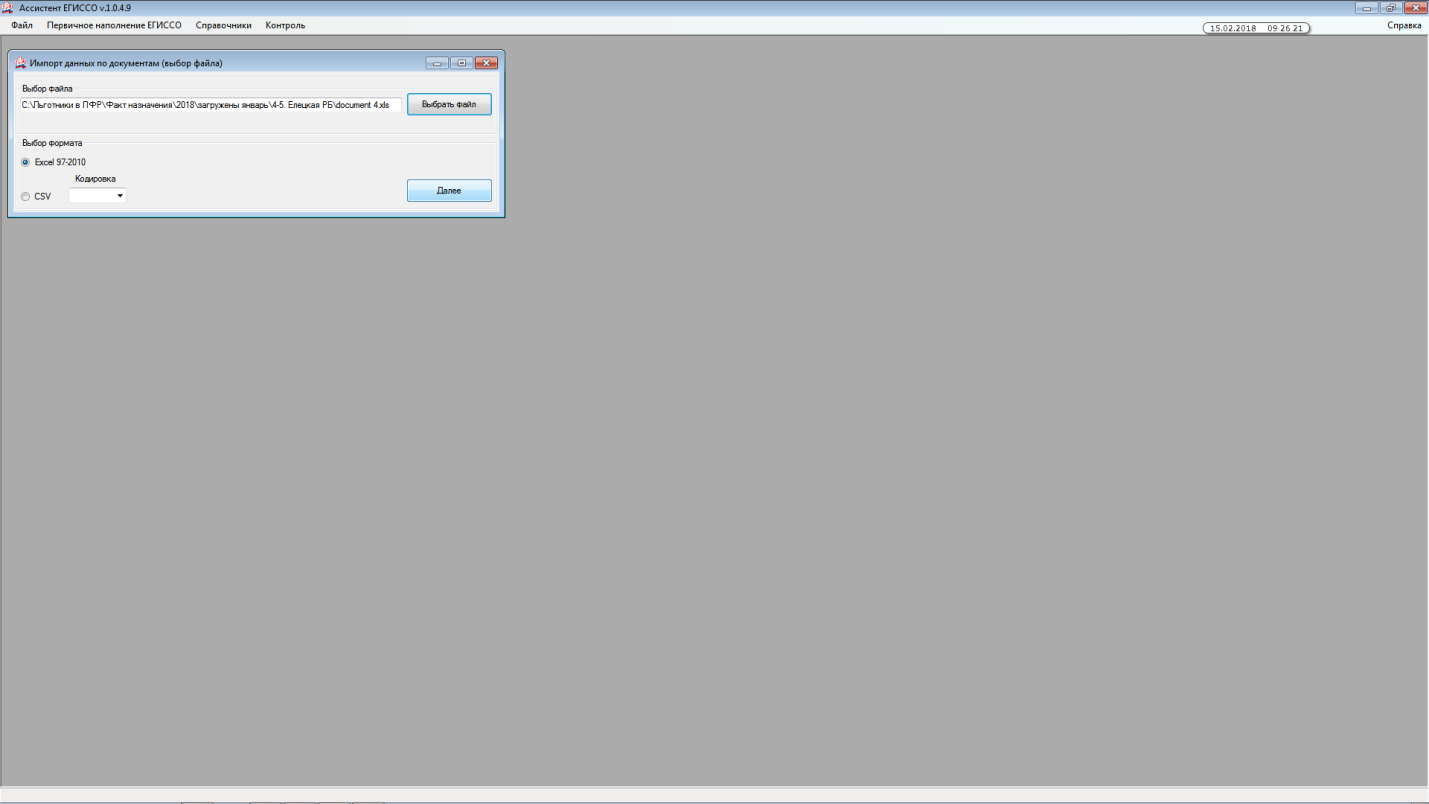 Ассистент ЕГИССО v.1.0.4.9
Файл Первичное наполнение ЕГИССО Справочники Контроль
15.02.2018 09 26 21
Справка
Импорт данных по документам (выбор файла)
Выбор файла
C:\Льготники в ПФР\Факт назначения\2018\загружены январь\4-5. Елецкая РБ\document 4.xls
Выбрать файл
Выбор формата
Excel 97-2010
Кодировка
CSV
Далее